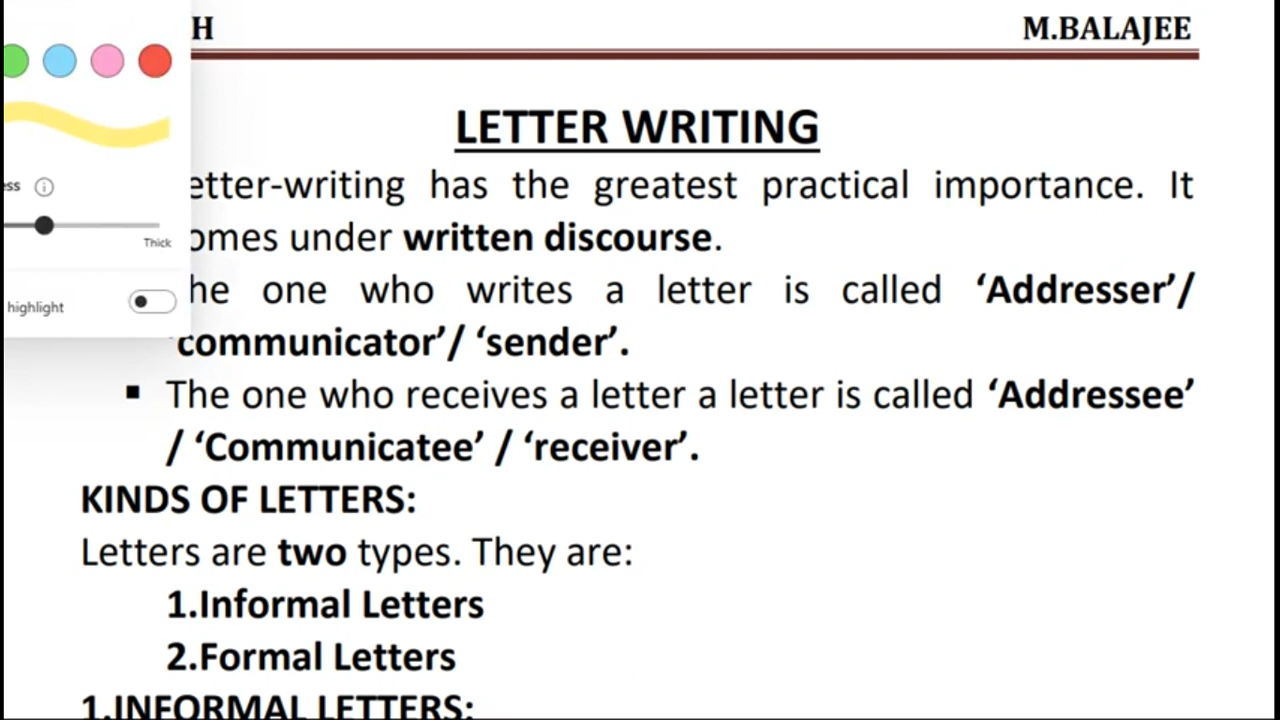 H M.BALAJEE
ess
Thick
highlight
LETTER WRITING
etter-writing has the greatest practical importance. It
omes under written discourse.
he one who writes a letter is called ‘Addresser’/
‘communicator’/ ‘sender’.
▪ The one who receives a letter a letter is called ‘Addressee’
/ ‘Communicatee’ / ‘receiver’.
KINDS OF LETTERS:
Letters are two types. They are:
1.Informal Letters
2.Formal Letters
1.INFORMAL LETTERS: